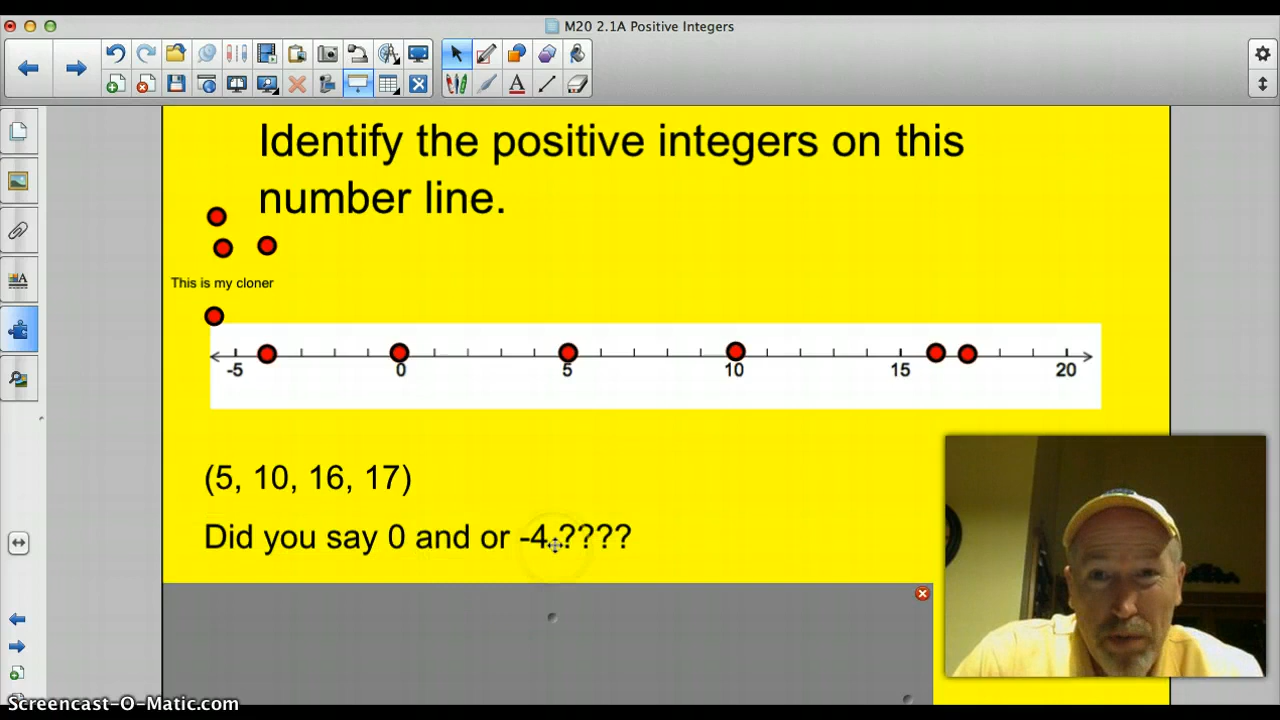 M20 2.1A Positive Integers
Identify the positive integers on this
number line.
This is my cloner
-5 0 5 10 15 20
(5, 10, 16, 17)
Did you say 0 and or -4.????
Screencast-O-Matic.com